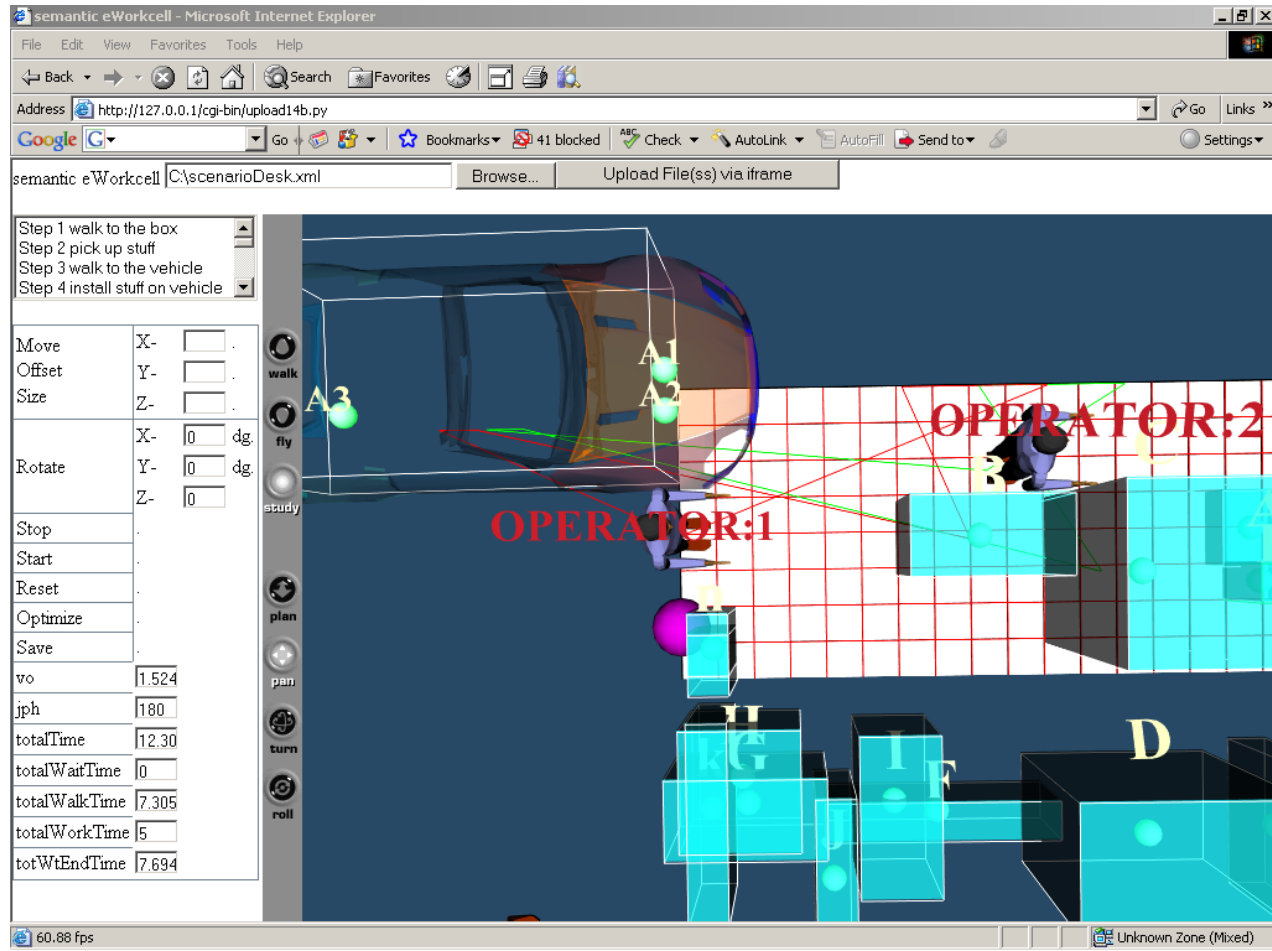 semantic eWorkcell - Microsoft Internet Explorer
File Edit View Favorites Tools Help
Back Search Favorites
Address http://127.0.0.1/cgi-bin/upload14b.py Go Links »
Google G Go Bookmarks 41 blocked ABC Check AutoLink AutoFill Send to Settings
semantic eWorkcell C:\scenarioDesk.xml Browse... Upload File(ss) via iframe
Step 1 walk to the box
Step 2 pick up stuff
Step 3 walk to the vehicle
Step 4 install stuff on vehicle
Move Offset Size
X- .
Y- .
Z- .
Rotate
X- 0 dg.
Y- 0 dg.
Z- 0
Stop .
Start .
Reset .
Optimize .
Save .
vo 1.524
jph 180
totalTime 12.30
totalWaitTime 0
totalWalkTime 7.305
totalWorkTime 5
totWtEndTime 7.694
walk
fly
study
plan
pan
turn
roll
A1
A2
A3
OPERATOR:2
C
B
OPERATOR:1
H
k G I F
J
D
60.88 fps Unknown Zone (Mixed)